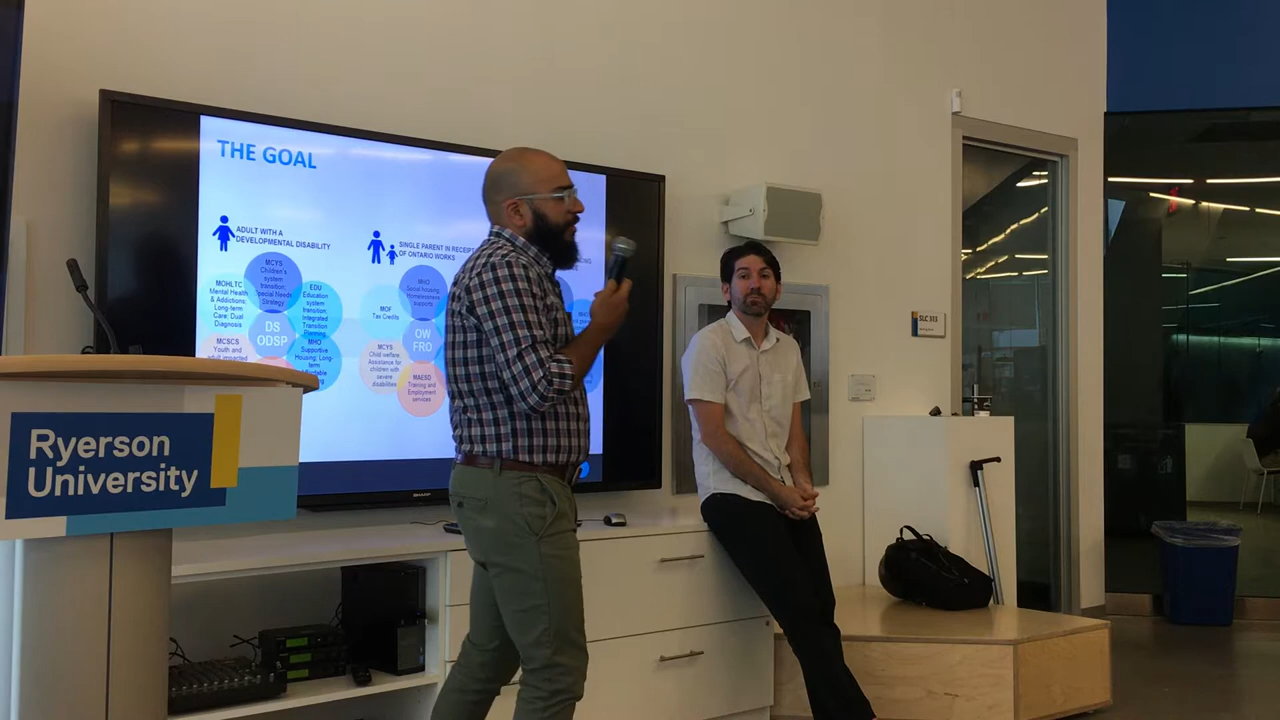 THE GOAL
ADULT WITH A
DEVELOPMENTAL DISABILITY
MCYS
Children's
system
transition:
Special Needs
Strategy
MOHLTC
Mental Health
& Addictions;
Long-term
Care; Dual
Diagnosis
EDU
Education
system
transition:
Integrated
Transition
Planning
DS
ODSP
MCSCS
Youth and
adult impacted
MHO
Supportive
Housing; Long-
term
SINGLE PARENT IN RECEIPT
OF ONTARIO WORKS
MHO
Social housing,
Homelessness
supports
MOF
Tax Credits
OW
FRO
MCYS
Child welfare;
Assistance for
children with
severe
disabilities
MAESD
Training and
Employment
services
Ryerson
University
SHARP
SLC 313